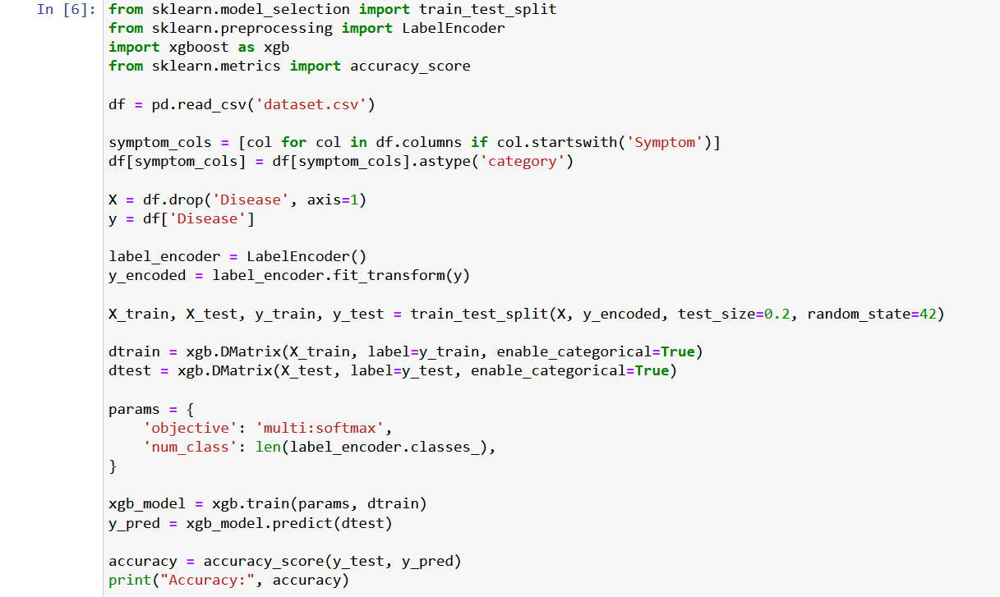 In [6]: from sklearn.model_selection import train_test_split
from sklearn.preprocessing import LabelEncoder
import xgboost as xgb
from sklearn.metrics import accuracy_score

df = pd.read_csv('dataset.csv')

symptom_cols = [col for col in df.columns if col.startswith('Symptom')]
df[symptom_cols] = df[symptom_cols].astype('category')

X = df.drop('Disease', axis=1)
y = df['Disease']

label_encoder = LabelEncoder()
y_encoded = label_encoder.fit_transform(y)

X_train, X_test, y_train, y_test = train_test_split(X, y_encoded, test_size=0.2, random_state=42)

dtrain = xgb.DMatrix(X_train, label=y_train, enable_categorical=True)
dtest = xgb.DMatrix(X_test, label=y_test, enable_categorical=True)

params = {
    'objective': 'multi:softmax',
    'num_class': len(label_encoder.classes_),
}

xgb_model = xgb.train(params, dtrain)
y_pred = xgb_model.predict(dtest)

accuracy = accuracy_score(y_test, y_pred)
print("Accuracy:", accuracy)